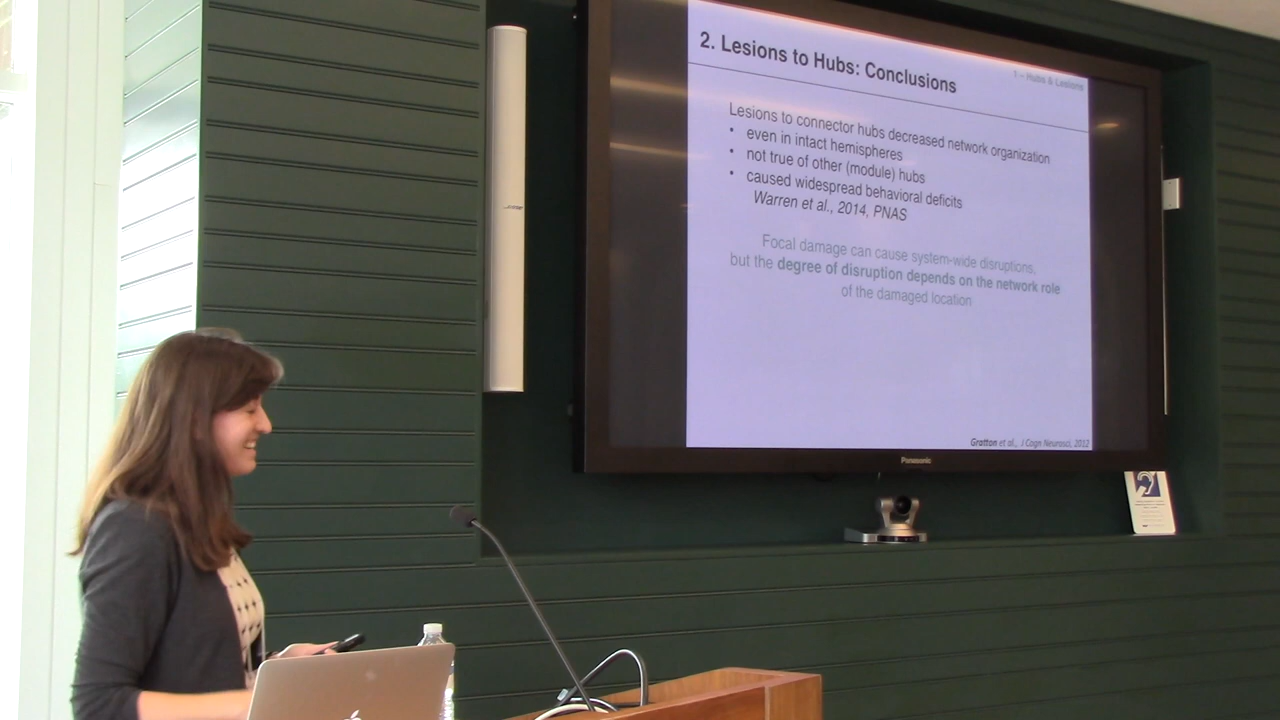 2. Lesions to Hubs: Conclusions
1 – Hubs & Lesions
Lesions to connector hubs decreased network organization
• even in intact hemispheres
• not true of other (module) hubs
• caused widespread behavioral deficits
Warren et al., 2014, PNAS
Focal damage can cause system-wide disruptions,
but the degree of disruption depends on the network role
of the damaged location
Gratton et al., J Cogn Neurosci, 2012
Panasonic